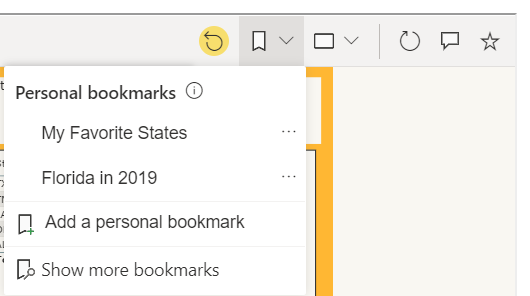 Personal bookmarks
My Favorite States
Florida in 2019
Add a personal bookmark
Show more bookmarks